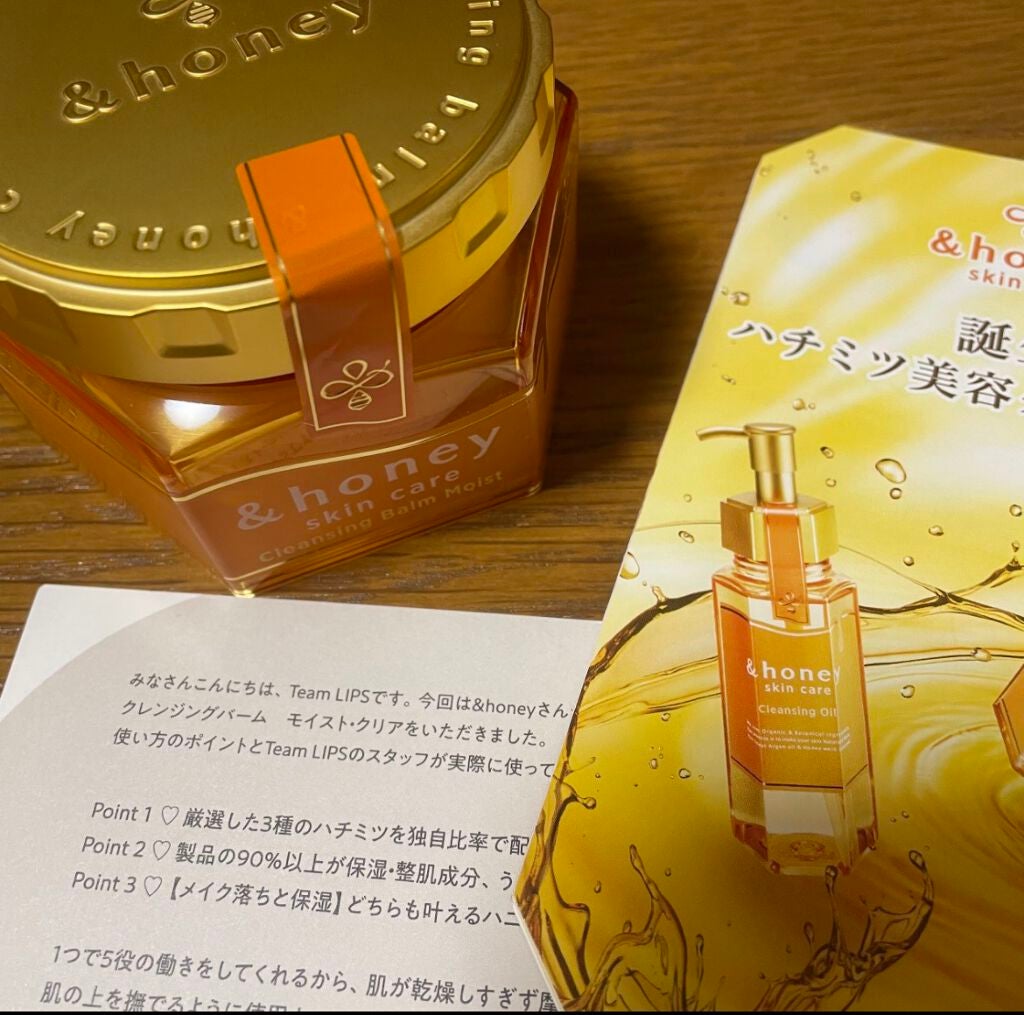 &honey
cleansing balm
honey
&honey
skin care
Cleansing Balm Moist
&ho
skin
誕
ハチミツ美容
&honey
skin care
Cleansing Oil
みなさんこんにちは、Team LIPSです。今回は&honeyさん
クレンジングバーム モイスト・クリアをいただきました。
使い方のポイントとTeam LIPSのスタッフが実際に使って
Point 1 ♡ 厳選した3種のハチミツを独自比率で配
Point 2 ♡ 製品の90%以上が保湿・整肌成分、う
Point 3 ♡【メイク落ちと保湿】どちらも叶えるハニ
1つで5役の働きをしてくれるから、肌が乾燥しすぎず摩
肌の上を撫でるように使用